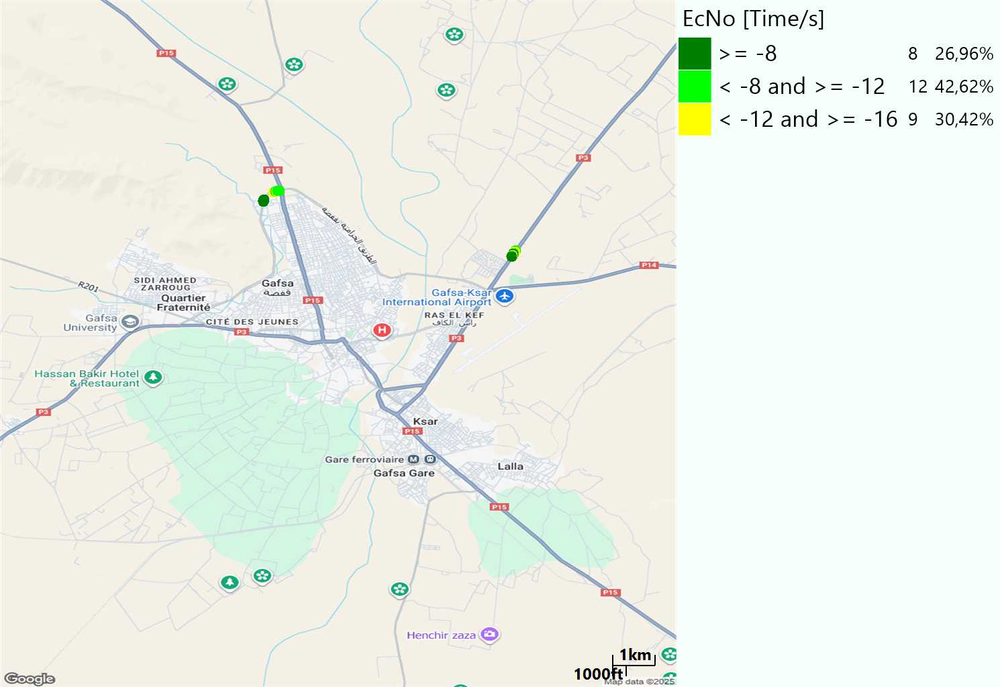 EcNo [Time/s]
>= -8 8 26,96%
< -8 and >= -12 12 42,62%
< -12 and >= -16 9 30,42%
P15
P3
P15
الطريق الحزامية بقفصة
P14
R201
SIDI AHMED
ZARROUG
Quartier
Fraternité
Gafsa
قفصة
P15
Gafsa-Ksar
International Airport
RAS EL KEF
راس الكاف
Gafsa
University
CITÉ DES JEUNES
P3
P3
Hassan Bakir Hotel
& Restaurant
P3
Ksar
P15
Gare ferroviaire
Gafsa Gare
Lalla
P15
P15
Henchir zaza
1km
1000ft
Google
Map data ©2025